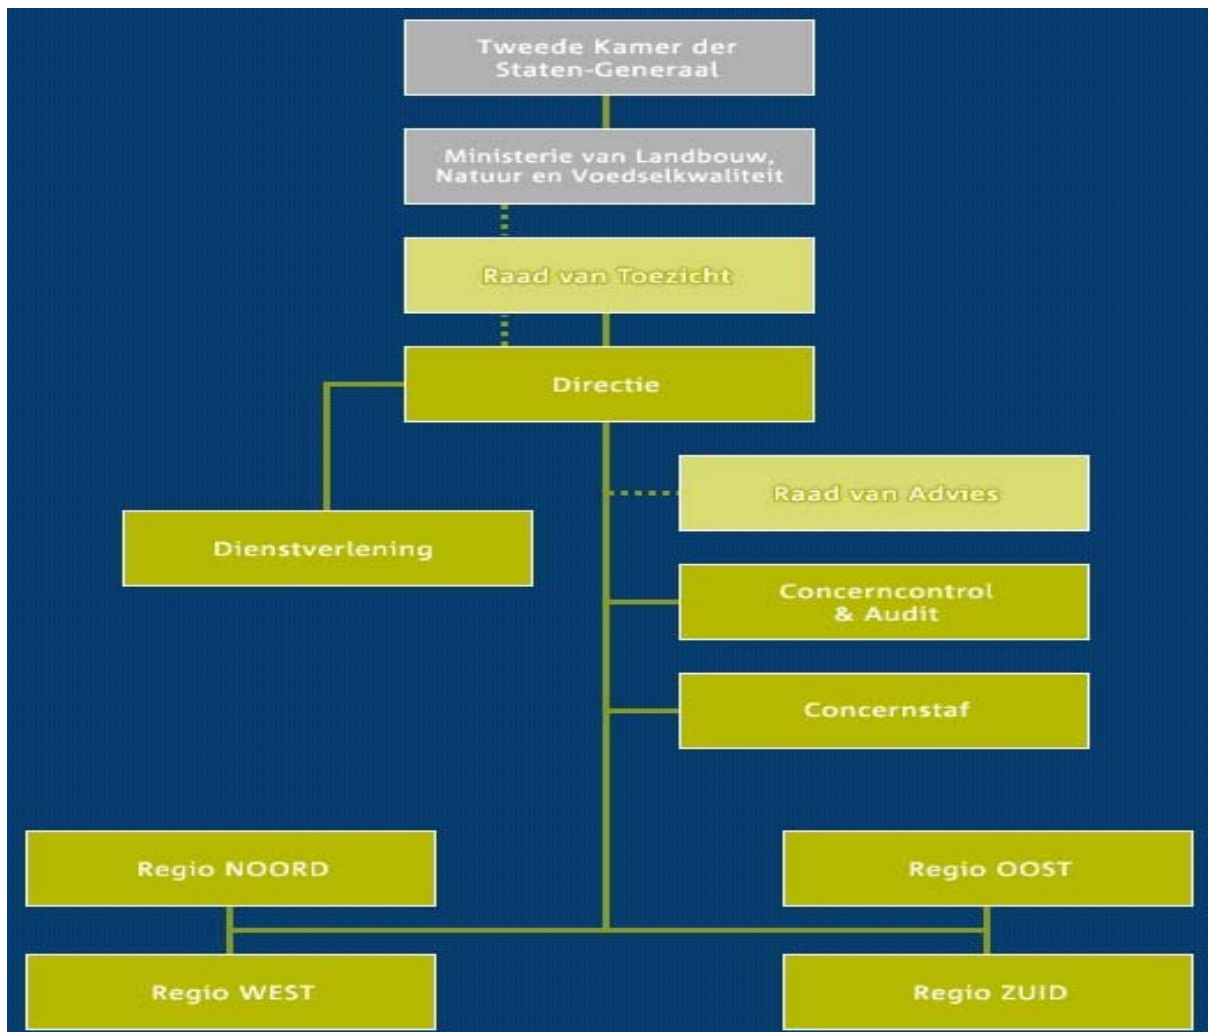 Tweede Kamer der
Staten-Generaal
Ministerie van Landbouw,
Natuur en Voedselkwaliteit
Raad van Toezicht
Directie
Raad van Advies
Dienstverlening
Concerncontrol
& Audit
Concernstaf
Regio NOORD
Regio OOST
Regio WEST
Regio ZUID